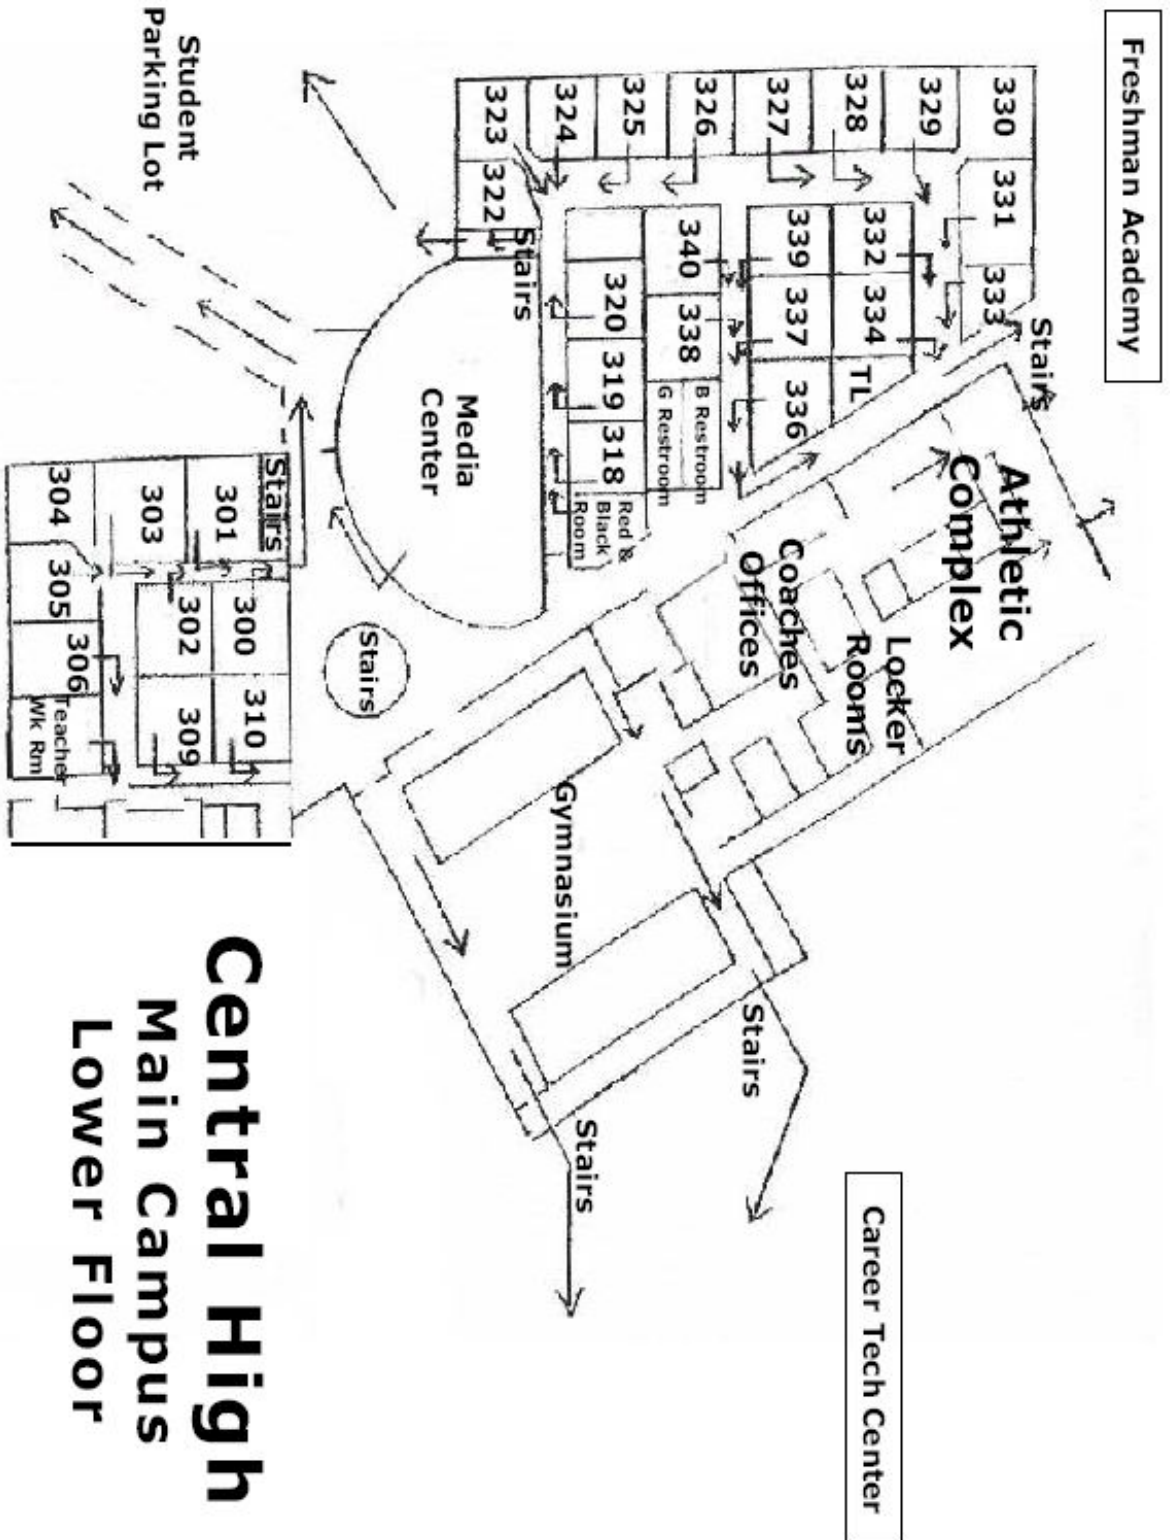 Freshman Academy
Career Tech Center
Stairs
Athletic
Complex
Locker
Rooms
Coaches
Offices
Stairs
Gymnasium
Stairs
330
331
333
329
328
332
334
TL
327
339
337
336
326
340
338
B Restroom
G Restroom
325
320
319
318
Red &
Black
Room
324
323
322
Stairs
Media
Center
Stairs
Student
Parking Lot
Stairs
301
300
310
303
302
309
304
305
306
Teacher
Wk Rm
Central High
Main Campus
Lower Floor